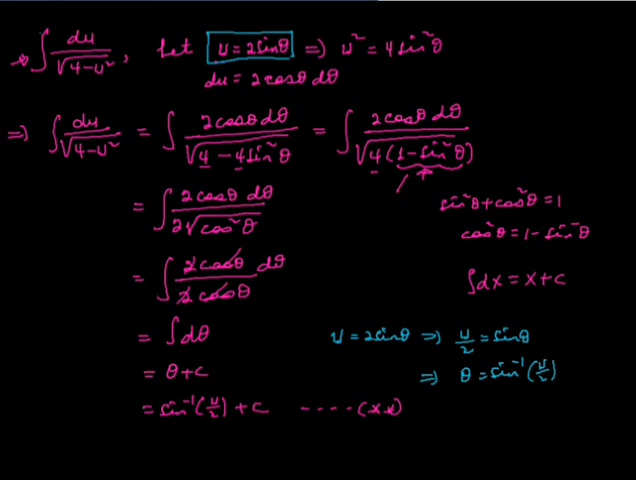 ∫ du/√(4-u²), Let u = 2sinθ ⇒ u² = 4sin²θ
du = 2cosθ dθ
⇒ ∫ du/√(4-u²) = ∫ 2cosθ dθ/√(4 - 4sin²θ) = ∫ 2cosθ dθ/√(4(1-sin²θ))
= ∫ 2cosθ dθ/2√(cos²θ)
sin²θ + cos²θ = 1
cos²θ = 1 - sin²θ
= ∫ 2cosθ dθ/2cosθ
∫dx = x+c
= ∫dθ
u = 2sinθ ⇒ u/2 = sinθ
= θ+c
⇒ θ = sin⁻¹(u/2)
= sin⁻¹(u/2) + c ----- (**)